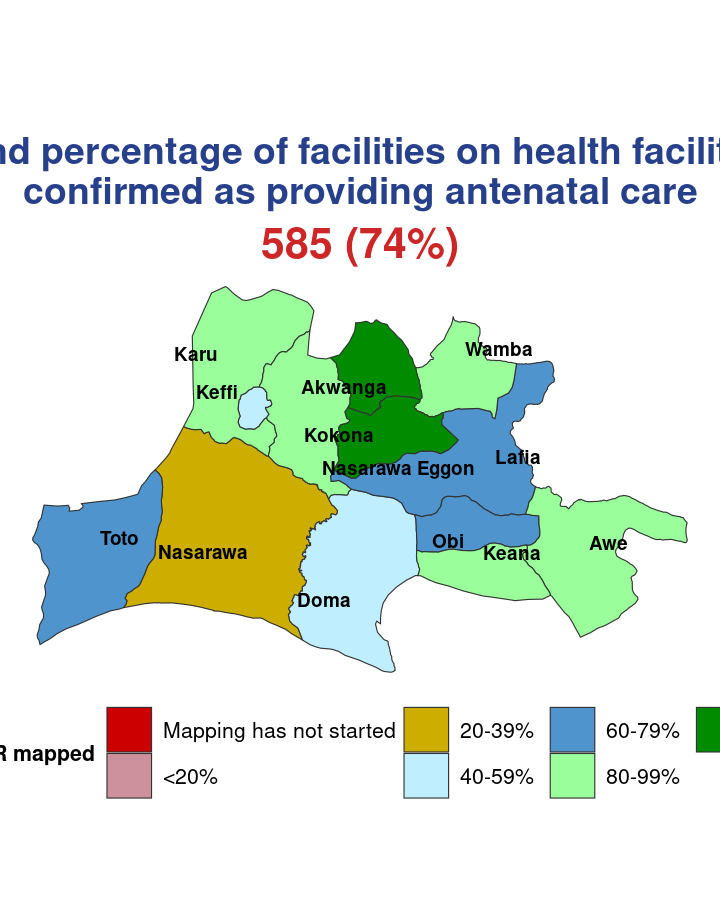 percentage of facilities on health
confirmed as providing antenatal care
585 (74%)
Karu
Wamba
Keffi
Akwanga
Kokona
Lafia
Nasarawa Eggon
Toto
Obi
Awe
Nasarawa
Keana
Doma
Mapping has not started
20-39%
60-79%
mapped
<20%
40-59%
80-99%